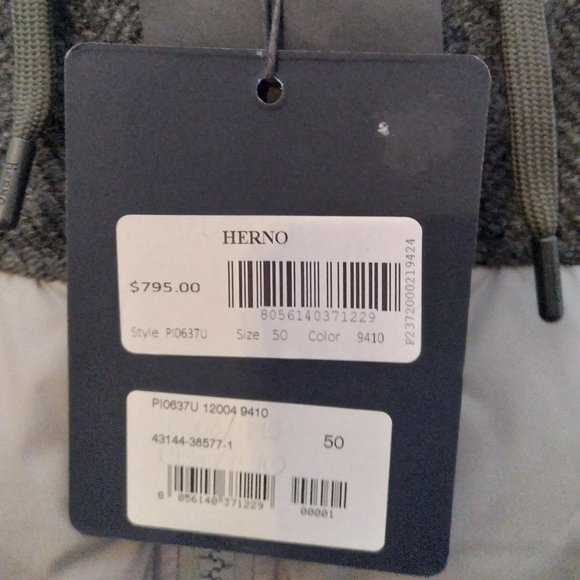 HERNO
$795.00
8056140371229
Style PI0637U Size 50 Color 9410
P2372000219424
PI0637U 12004 9410
43144-38577-1 50
8 056140 371229
00001